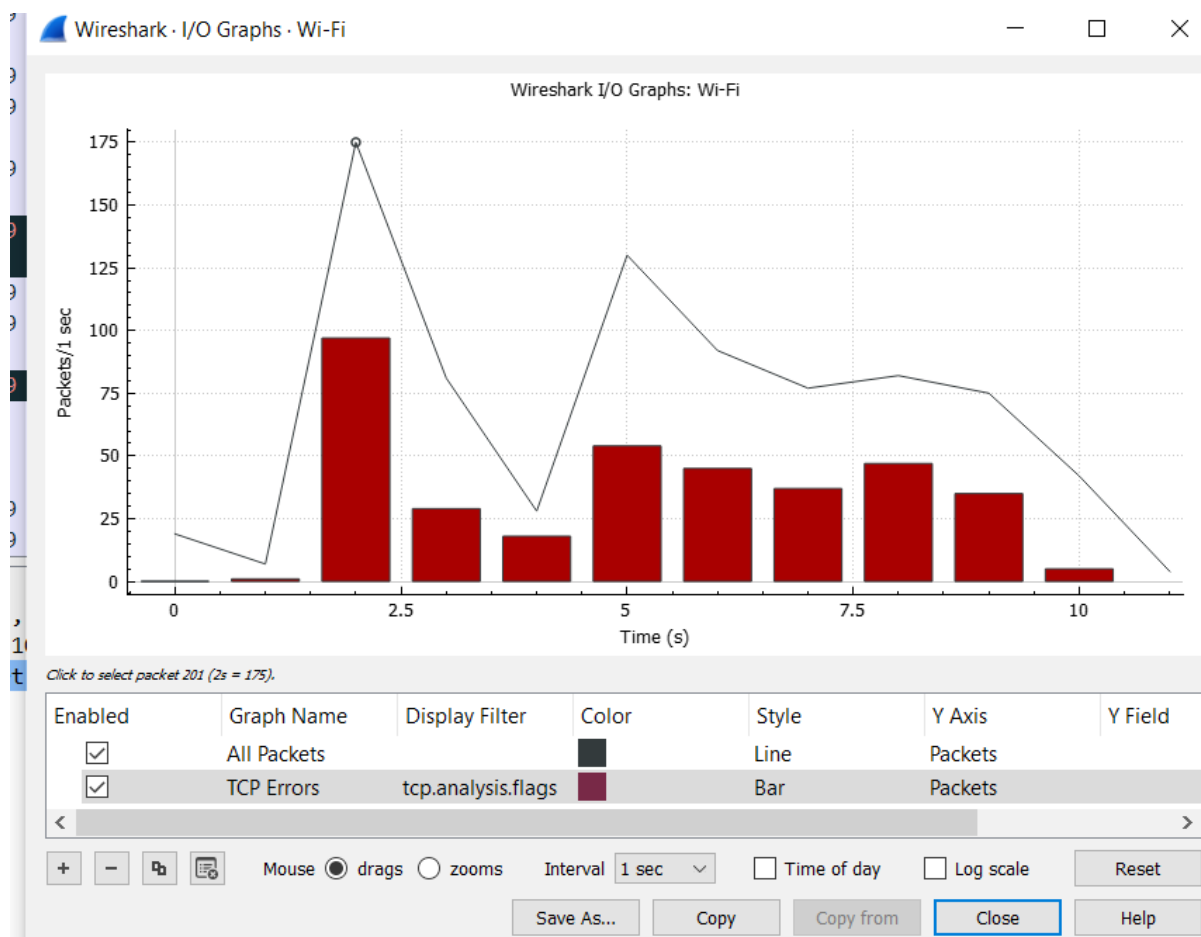 Wireshark · I/O Graphs · Wi-Fi
Wireshark I/O Graphs: Wi-Fi
175
150
125
100
75
50
25
0
Packets/1 sec
0 2.5 5 7.5 10
Time (s)
Click to select packet 201 (2s = 175).
Enabled Graph Name Display Filter Color Style Y Axis Y Field
All Packets Line Packets
TCP Errors tcp.analysis.flags Bar Packets
Mouse drags zooms Interval 1 sec Time of day Log scale Reset
Save As... Copy Copy from Close Help